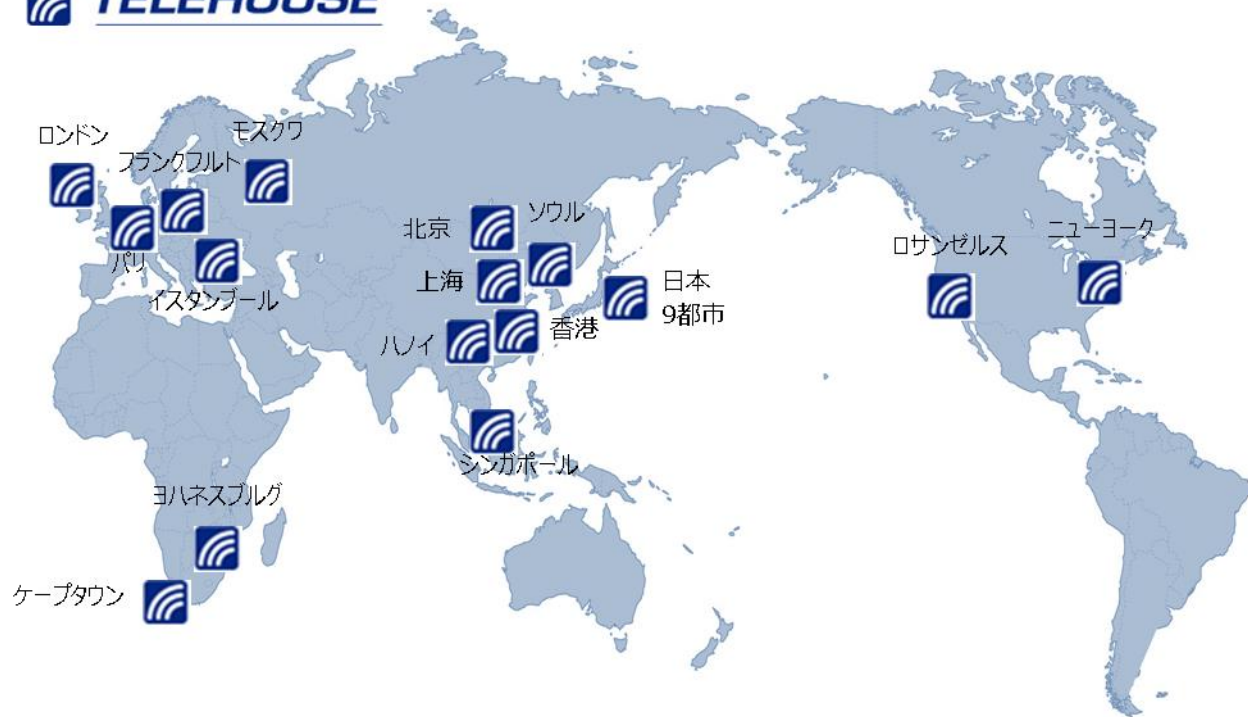 TELEHOUSE
ロンドン
モスクワ
フランクフルト
パリ
イスタンブール
北京
ソウル
上海
日本
9都市
香港
ハノイ
シンガポール
ロサンゼルス
ニューヨーク
ヨハネスブルグ
ケープタウン